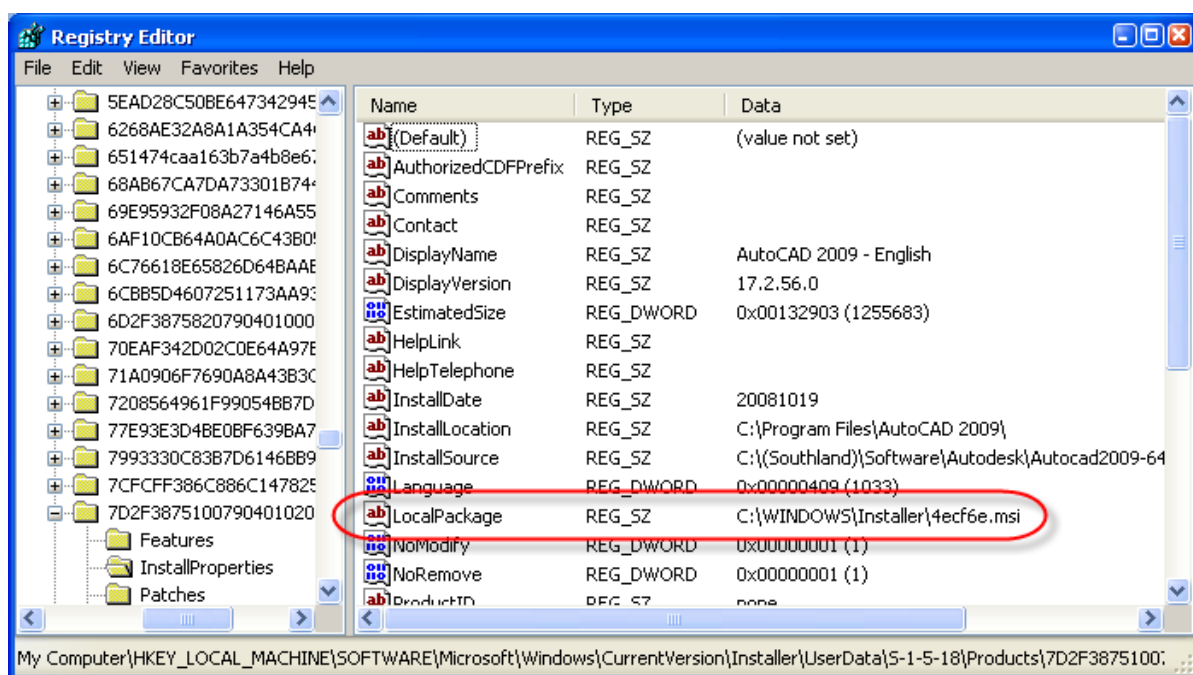 Registry Editor
File Edit View Favorites Help
5EAD28C50BE647342945
6268AE32A8A1A354CA4
651474caa163b7a4b8e67
68AB67CA7DA73301B744
69E95932F08A27146A55
6AF10CB64A0AC6C43B0
6C76618E65826D64BAAE
6CBB5D4607251173AA93
6D2F3875820790401000
70EAF342D02C0E64A97E
71A0906F7690A8A43B3C
7208564961F99054BB7D
77E93E3D4BE0BF639BA7
7993330C83B7D6146BB9
7CFCFF386C886C147825
7D2F3875100790401020
Features
InstallProperties
Patches
Name Type Data
(Default) REG_SZ (value not set)
AuthorizedCDFPrefix REG_SZ
Comments REG_SZ
Contact REG_SZ
DisplayName REG_SZ AutoCAD 2009 - English
DisplayVersion REG_SZ 17.2.56.0
EstimatedSize REG_DWORD 0x00132903 (1255683)
HelpLink REG_SZ
HelpTelephone REG_SZ
InstallDate REG_SZ 20081019
InstallLocation REG_SZ C:\Program Files\AutoCAD 2009\
InstallSource REG_SZ C:\(Southland)\Software\Autodesk\Autocad2009-64
Language REG_DWORD 0x00000409 (1033)
LocalPackage REG_SZ C:\WINDOWS\Installer\4ecf6e.msi
NoModify REG_DWORD 0x00000001 (1)
NoRemove REG_DWORD 0x00000001 (1)
ProductID REG_SZ none
My Computer\HKEY_LOCAL_MACHINE\SOFTWARE\Microsoft\Windows\CurrentVersion\Installer\UserData\S-1-5-18\Products\7D2F3875100